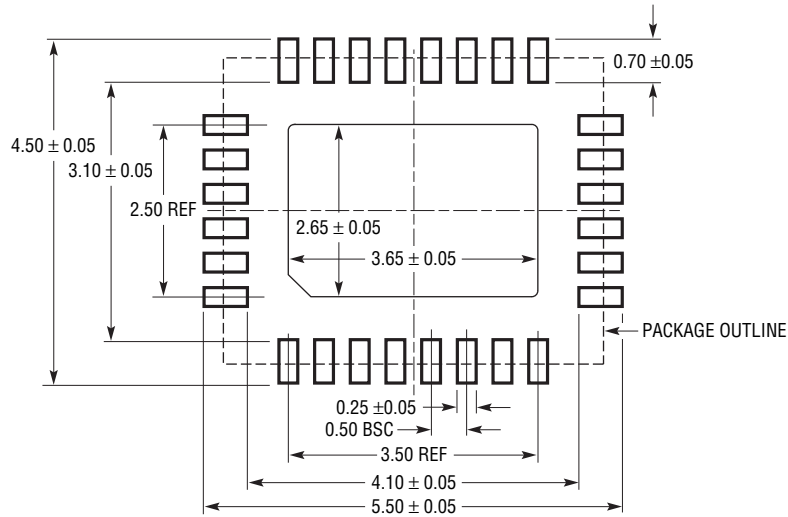 0.70 ±0.05
4.50 ± 0.05
3.10 ± 0.05
2.50 REF
2.65 ± 0.05
3.65 ± 0.05
PACKAGE OUTLINE
0.25 ±0.05
0.50 BSC
3.50 REF
4.10 ± 0.05
5.50 ± 0.05